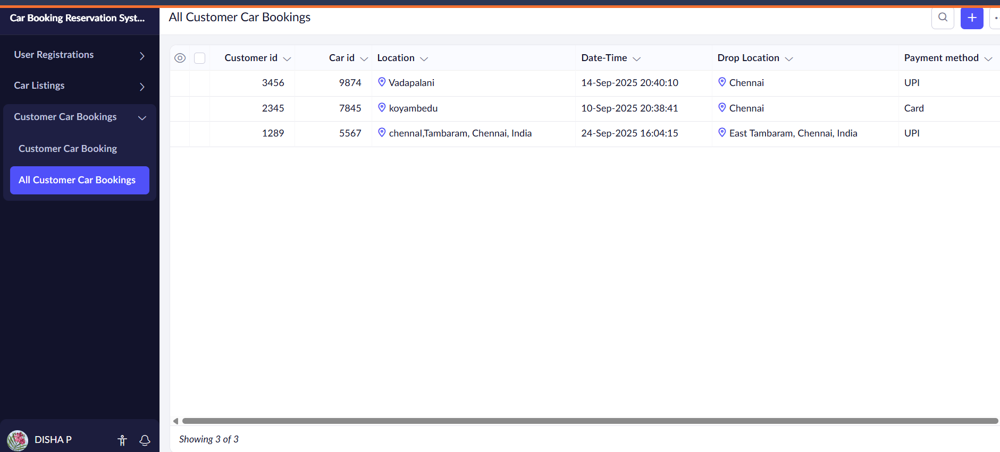 Car Booking Reservation Syst...
User Registrations
Car Listings
Customer Car Bookings
Customer Car Booking
All Customer Car Bookings
DISHA P
All Customer Car Bookings
Customer id Car id Location Date-Time Drop Location Payment method
3456 9874 Vadapalani 14-Sep-2025 20:40:10 Chennai UPI
2345 7845 koyambedu 10-Sep-2025 20:38:41 Chennai Card
1289 5567 chennaI,Tambaram, Chennai, India 24-Sep-2025 16:04:15 East Tambaram, Chennai, India UPI
Showing 3 of 3